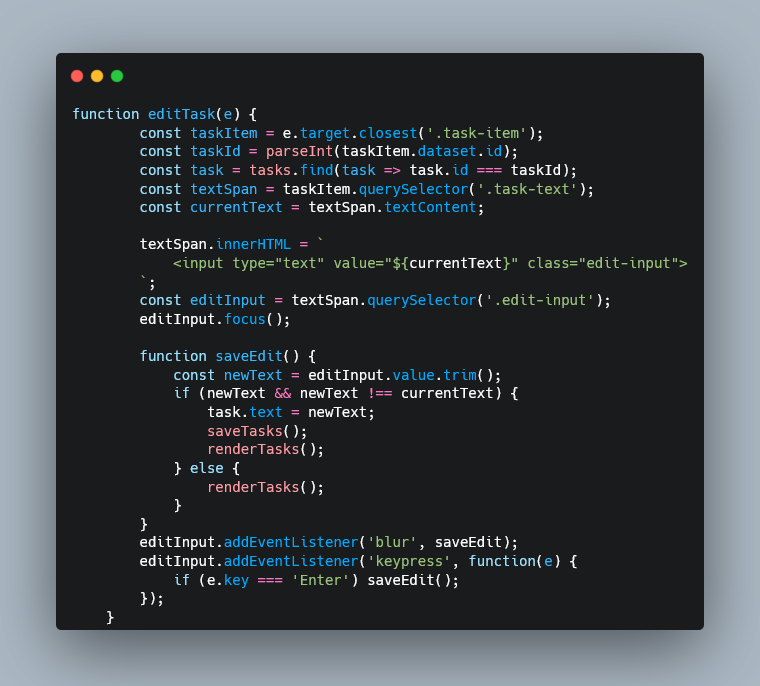 function editTask(e) {
        const taskItem = e.target.closest('.task-item');
        const taskId = parseInt(taskItem.dataset.id);
        const task = tasks.find(task => task.id === taskId);
        const textSpan = taskItem.querySelector('.task-text');
        const currentText = textSpan.textContent;

        textSpan.innerHTML = `
            <input type="text" value="${currentText}" class="edit-input">
        `;
        const editInput = textSpan.querySelector('.edit-input');
        editInput.focus();

        function saveEdit() {
            const newText = editInput.value.trim();
            if (newText && newText !== currentText) {
                task.text = newText;
                saveTasks();
                renderTasks();
            } else {
                renderTasks();
            }
        }
        editInput.addEventListener('blur', saveEdit);
        editInput.addEventListener('keypress', function(e) {
            if (e.key === 'Enter') saveEdit();
        });
    }